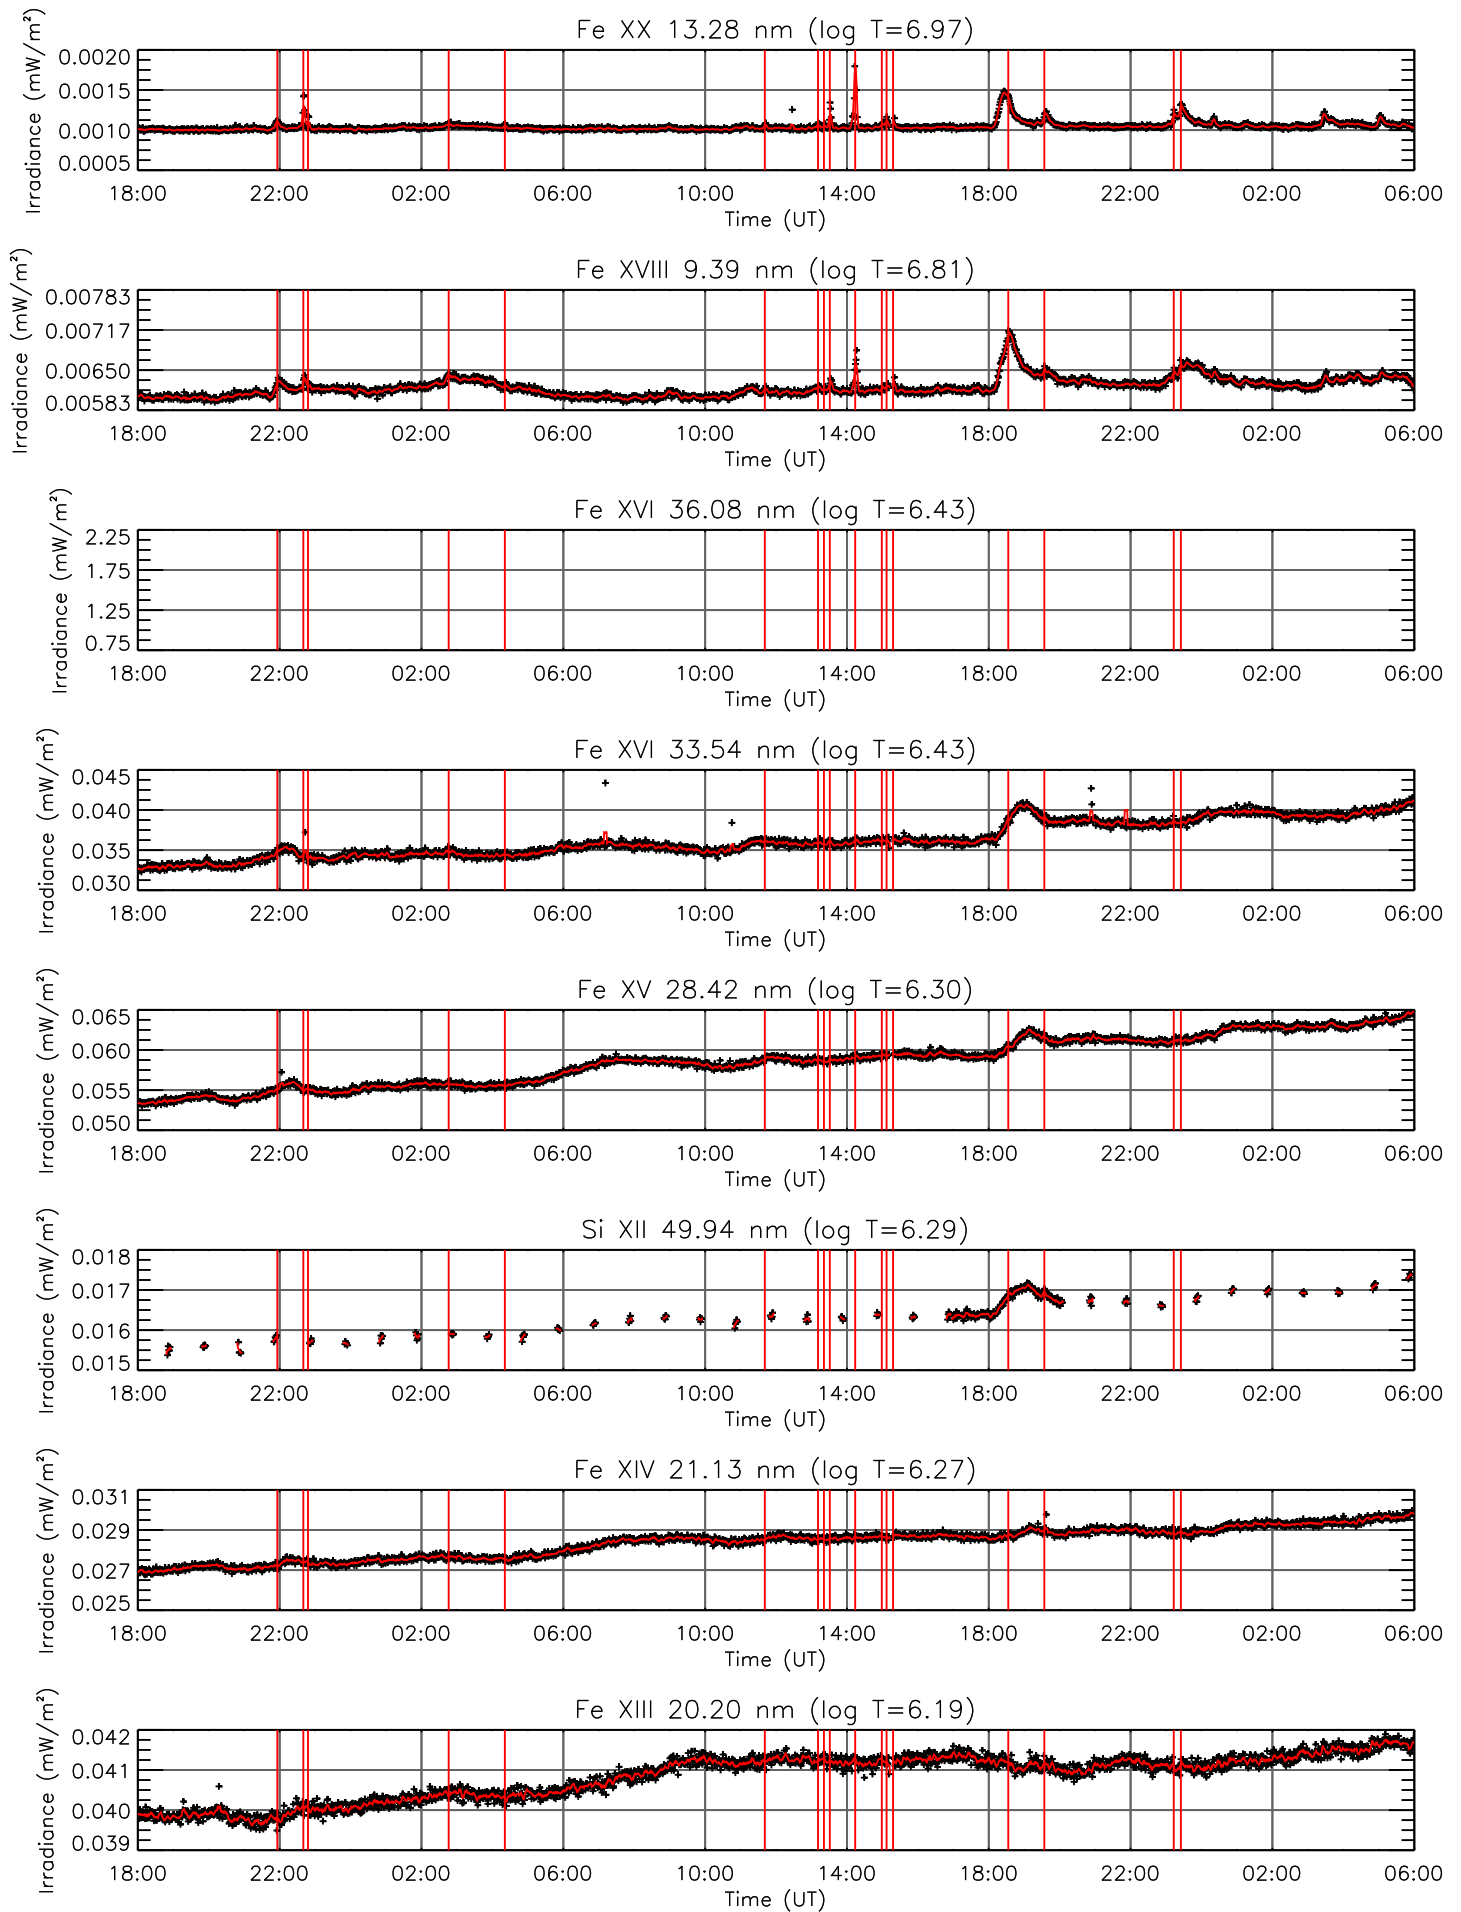 Fe XX 13.28 nm (log T=6.97)
Irradiance (mW/m²)
0.0020
0.0015
0.0010
0.0005
18:00 22:00 02:00 06:00 10:00 14:00 18:00 22:00 02:00 06:00
Time (UT)
Fe XVIII 9.39 nm (log T=6.81)
Irradiance (mW/m²)
0.00783
0.00717
0.00650
0.00583
18:00 22:00 02:00 06:00 10:00 14:00 18:00 22:00 02:00 06:00
Time (UT)
Fe XVI 36.08 nm (log T=6.43)
Irradiance (mW/m²)
2.25
1.75
1.25
0.75
18:00 22:00 02:00 06:00 10:00 14:00 18:00 22:00 02:00 06:00
Time (UT)
Fe XVI 33.54 nm (log T=6.43)
Irradiance (mW/m²)
0.045
0.040
0.035
0.030
18:00 22:00 02:00 06:00 10:00 14:00 18:00 22:00 02:00 06:00
Time (UT)
Fe XV 28.42 nm (log T=6.30)
Irradiance (mW/m²)
0.065
0.060
0.055
0.050
18:00 22:00 02:00 06:00 10:00 14:00 18:00 22:00 02:00 06:00
Time (UT)
Si XII 49.94 nm (log T=6.29)
Irradiance (mW/m²)
0.018
0.017
0.016
0.015
18:00 22:00 02:00 06:00 10:00 14:00 18:00 22:00 02:00 06:00
Time (UT)
Fe XIV 21.13 nm (log T=6.27)
Irradiance (mW/m²)
0.031
0.029
0.027
0.025
18:00 22:00 02:00 06:00 10:00 14:00 18:00 22:00 02:00 06:00
Time (UT)
Fe XIII 20.20 nm (log T=6.19)
Irradiance (mW/m²)
0.042
0.041
0.040
0.039
18:00 22:00 02:00 06:00 10:00 14:00 18:00 22:00 02:00 06:00
Time (UT)